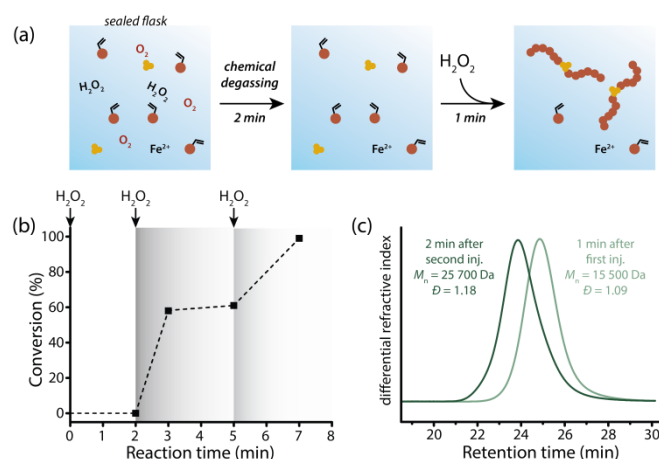 (a)
sealed flask
O2
H2O2
H2O2
O2
O2
Fe2+
chemical
degassing
2 min
Fe2+
H2O2
1 min
Fe2+
H2O2 H2O2 H2O2
(b)
Conversion (%)
100
80
60
40
20
0
0 1 2 3 4 5 6 7 8
Reaction time (min)
(c)
differential refractive index
2 min after
second inj.
Mn = 25 700 Da
Đ = 1.18
1 min after
first inj.
Mn = 15 500 Da
Đ = 1.09
20 22 24 26 28 30
Retention time (min)